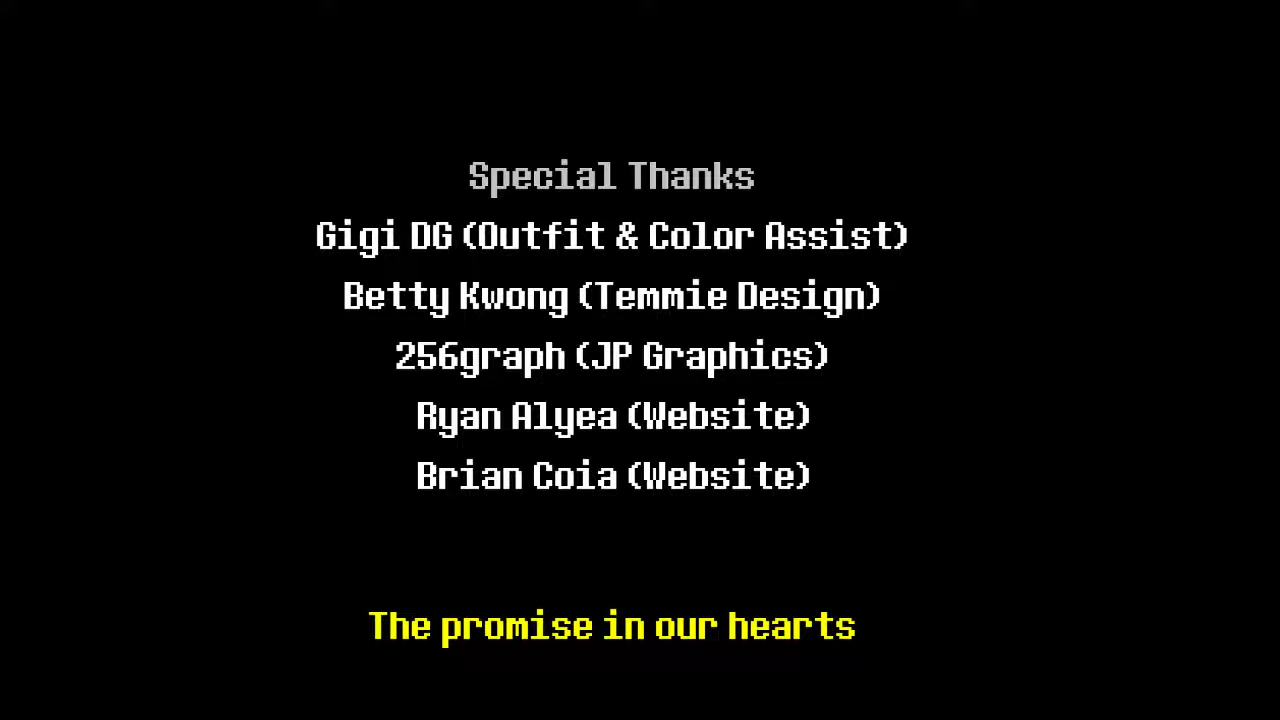 Special Thanks
Gigi DG (Outfit & Color Assist)
Betty Kwong (Temmie Design)
256graph (JP Graphics)
Ryan Alyea (Website)
Brian Coia (Website)
The promise in our hearts